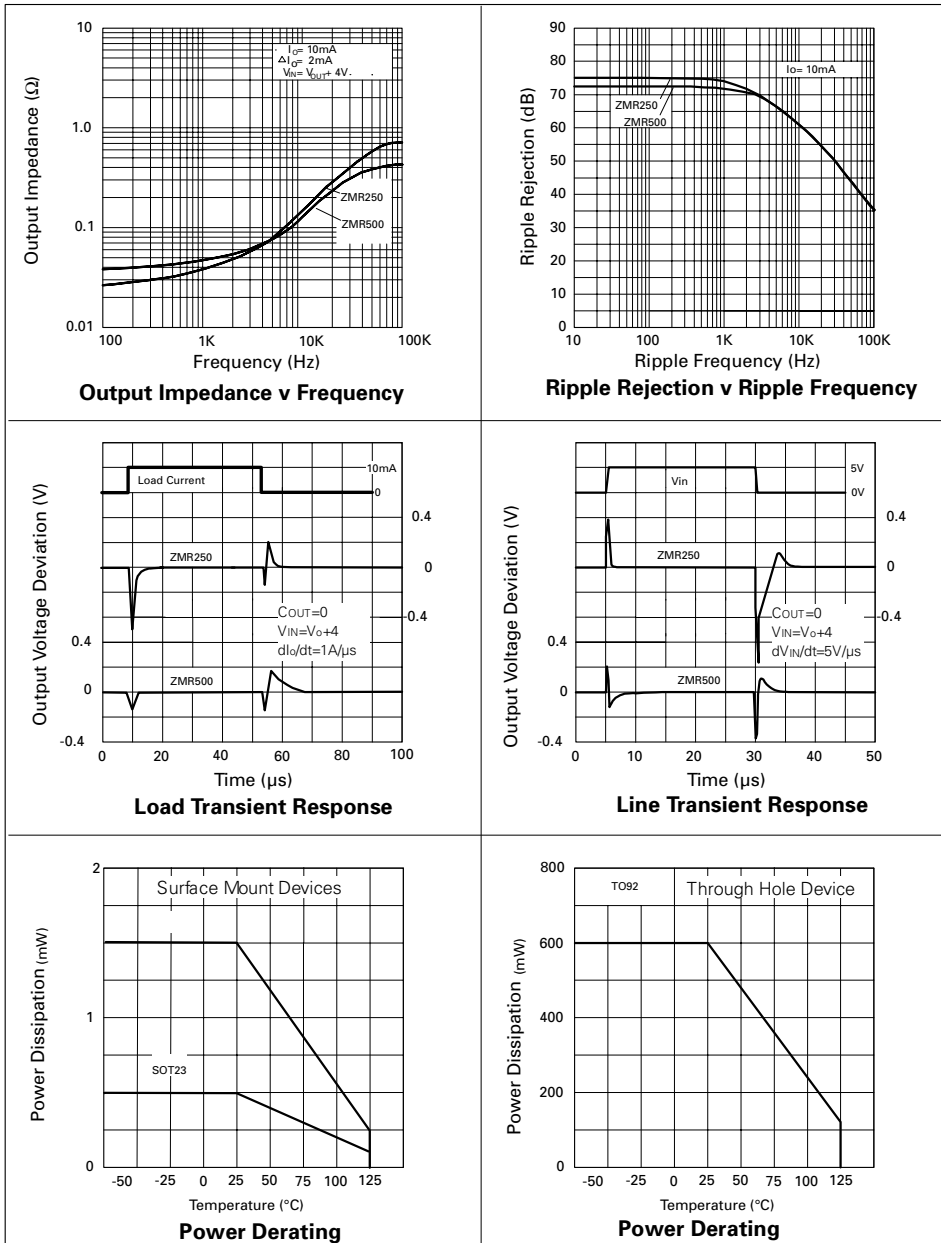 10
1.0
0.1
0.01
Output Impedance (Ω)
Io= 10mA
ΔIo= 2mA
VIN= VOUT+ 4V
ZMR250
ZMR500
100 1K 10K 100K
Frequency (Hz)
Output Impedance v Frequency
90
70
50
40
30
20
10
0
Ripple Rejection (dB)
Io= 10mA
ZMR250
ZMR500
10 100 1K 10K 100K
Ripple Frequency (Hz)
Ripple Rejection v Ripple Frequency
Output Voltage Deviation (V)
Load Current
10mA
0
0.4
ZMR250
0
-0.4
COUT=0
VIN=Vo+4
dIo/dt=1A/µs
0.4
ZMR500
0
-0.4
0 20 40 60 80 100
Time (µs)
Load Transient Response
Output Voltage Deviation (V)
Vin
5V
0V
0.4
ZMR250
0
-0.4
COUT=0
VIN=Vo+4
dVIN/dt=5V/µs
0.4
ZMR500
0
-0.4
0 10 20 30 40 50
Time (µs)
Line Transient Response
2
1
0
Power Dissipation (mW)
Surface Mount Devices
SOT23
-50 -25 0 25 50 75 100 125
Temperature (°C)
Power Derating
800
600
400
200
0
Power Dissipation (mW)
TO92
Through Hole Device
-50 -25 0 25 50 75 100 125
Temperature (°C)
Power Derating